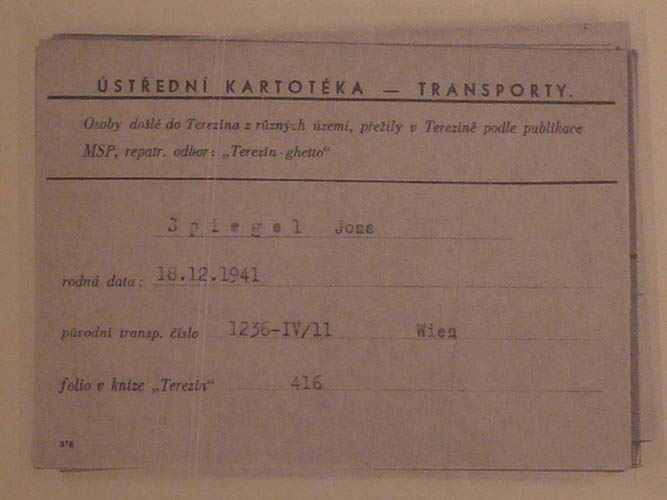 ÚSTŘEDNÍ KARTOTÉKA — TRANSPORTY.
Osoby došlé do Terezína z různých území, přežily v Terezíně podle publikace
MSP, repatr. odbor: „Terezín-ghetto“
Spiegel Jona
rodná data: 18.12.1941
původní transp. číslo 1236-IV/11 Wien
folio v knize „Terezín“ 416